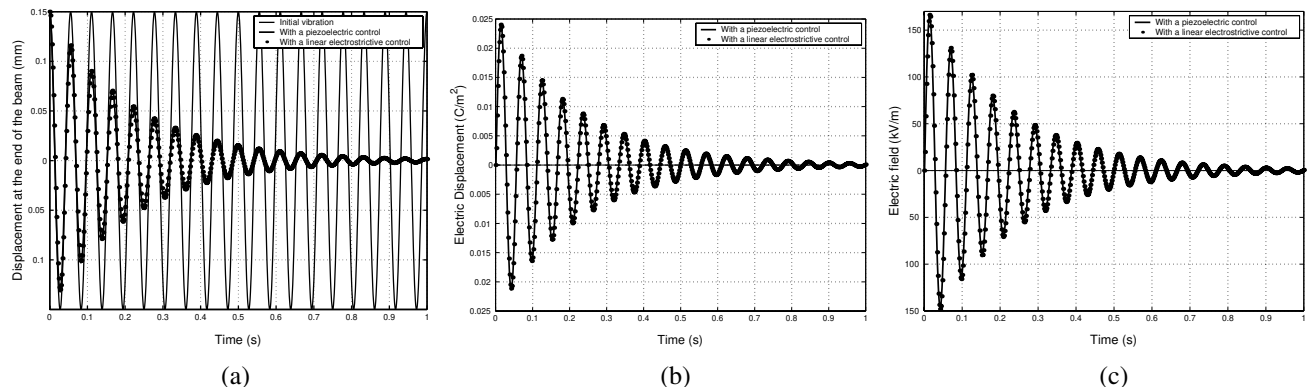 0.15
0.1
0.05
0
0.05
0.1
Displacement at the end of the beam (mm)
Initial vibration
With a piezoelectric control
With a linear electrostrictive control
0 0.1 0.2 0.3 0.4 0.5 0.6 0.7 0.8 0.9 1
Time (s)
(a)
0.025
0.02
0.015
0.01
0.005
0
0.005
0.01
0.015
0.02
0.025
Electric Displacement (C/m²)
With a piezoelectric control
With a linear electrostrictive control
0 0.1 0.2 0.3 0.4 0.5 0.6 0.7 0.8 0.9 1
Time (s)
(b)
150
100
50
0
50
100
150
Electric field (kV/m)
With a piezoelectric control
With a linear electrostrictive control
0 0.1 0.2 0.3 0.4 0.5 0.6 0.7 0.8 0.9 1
Time (s)
(c)